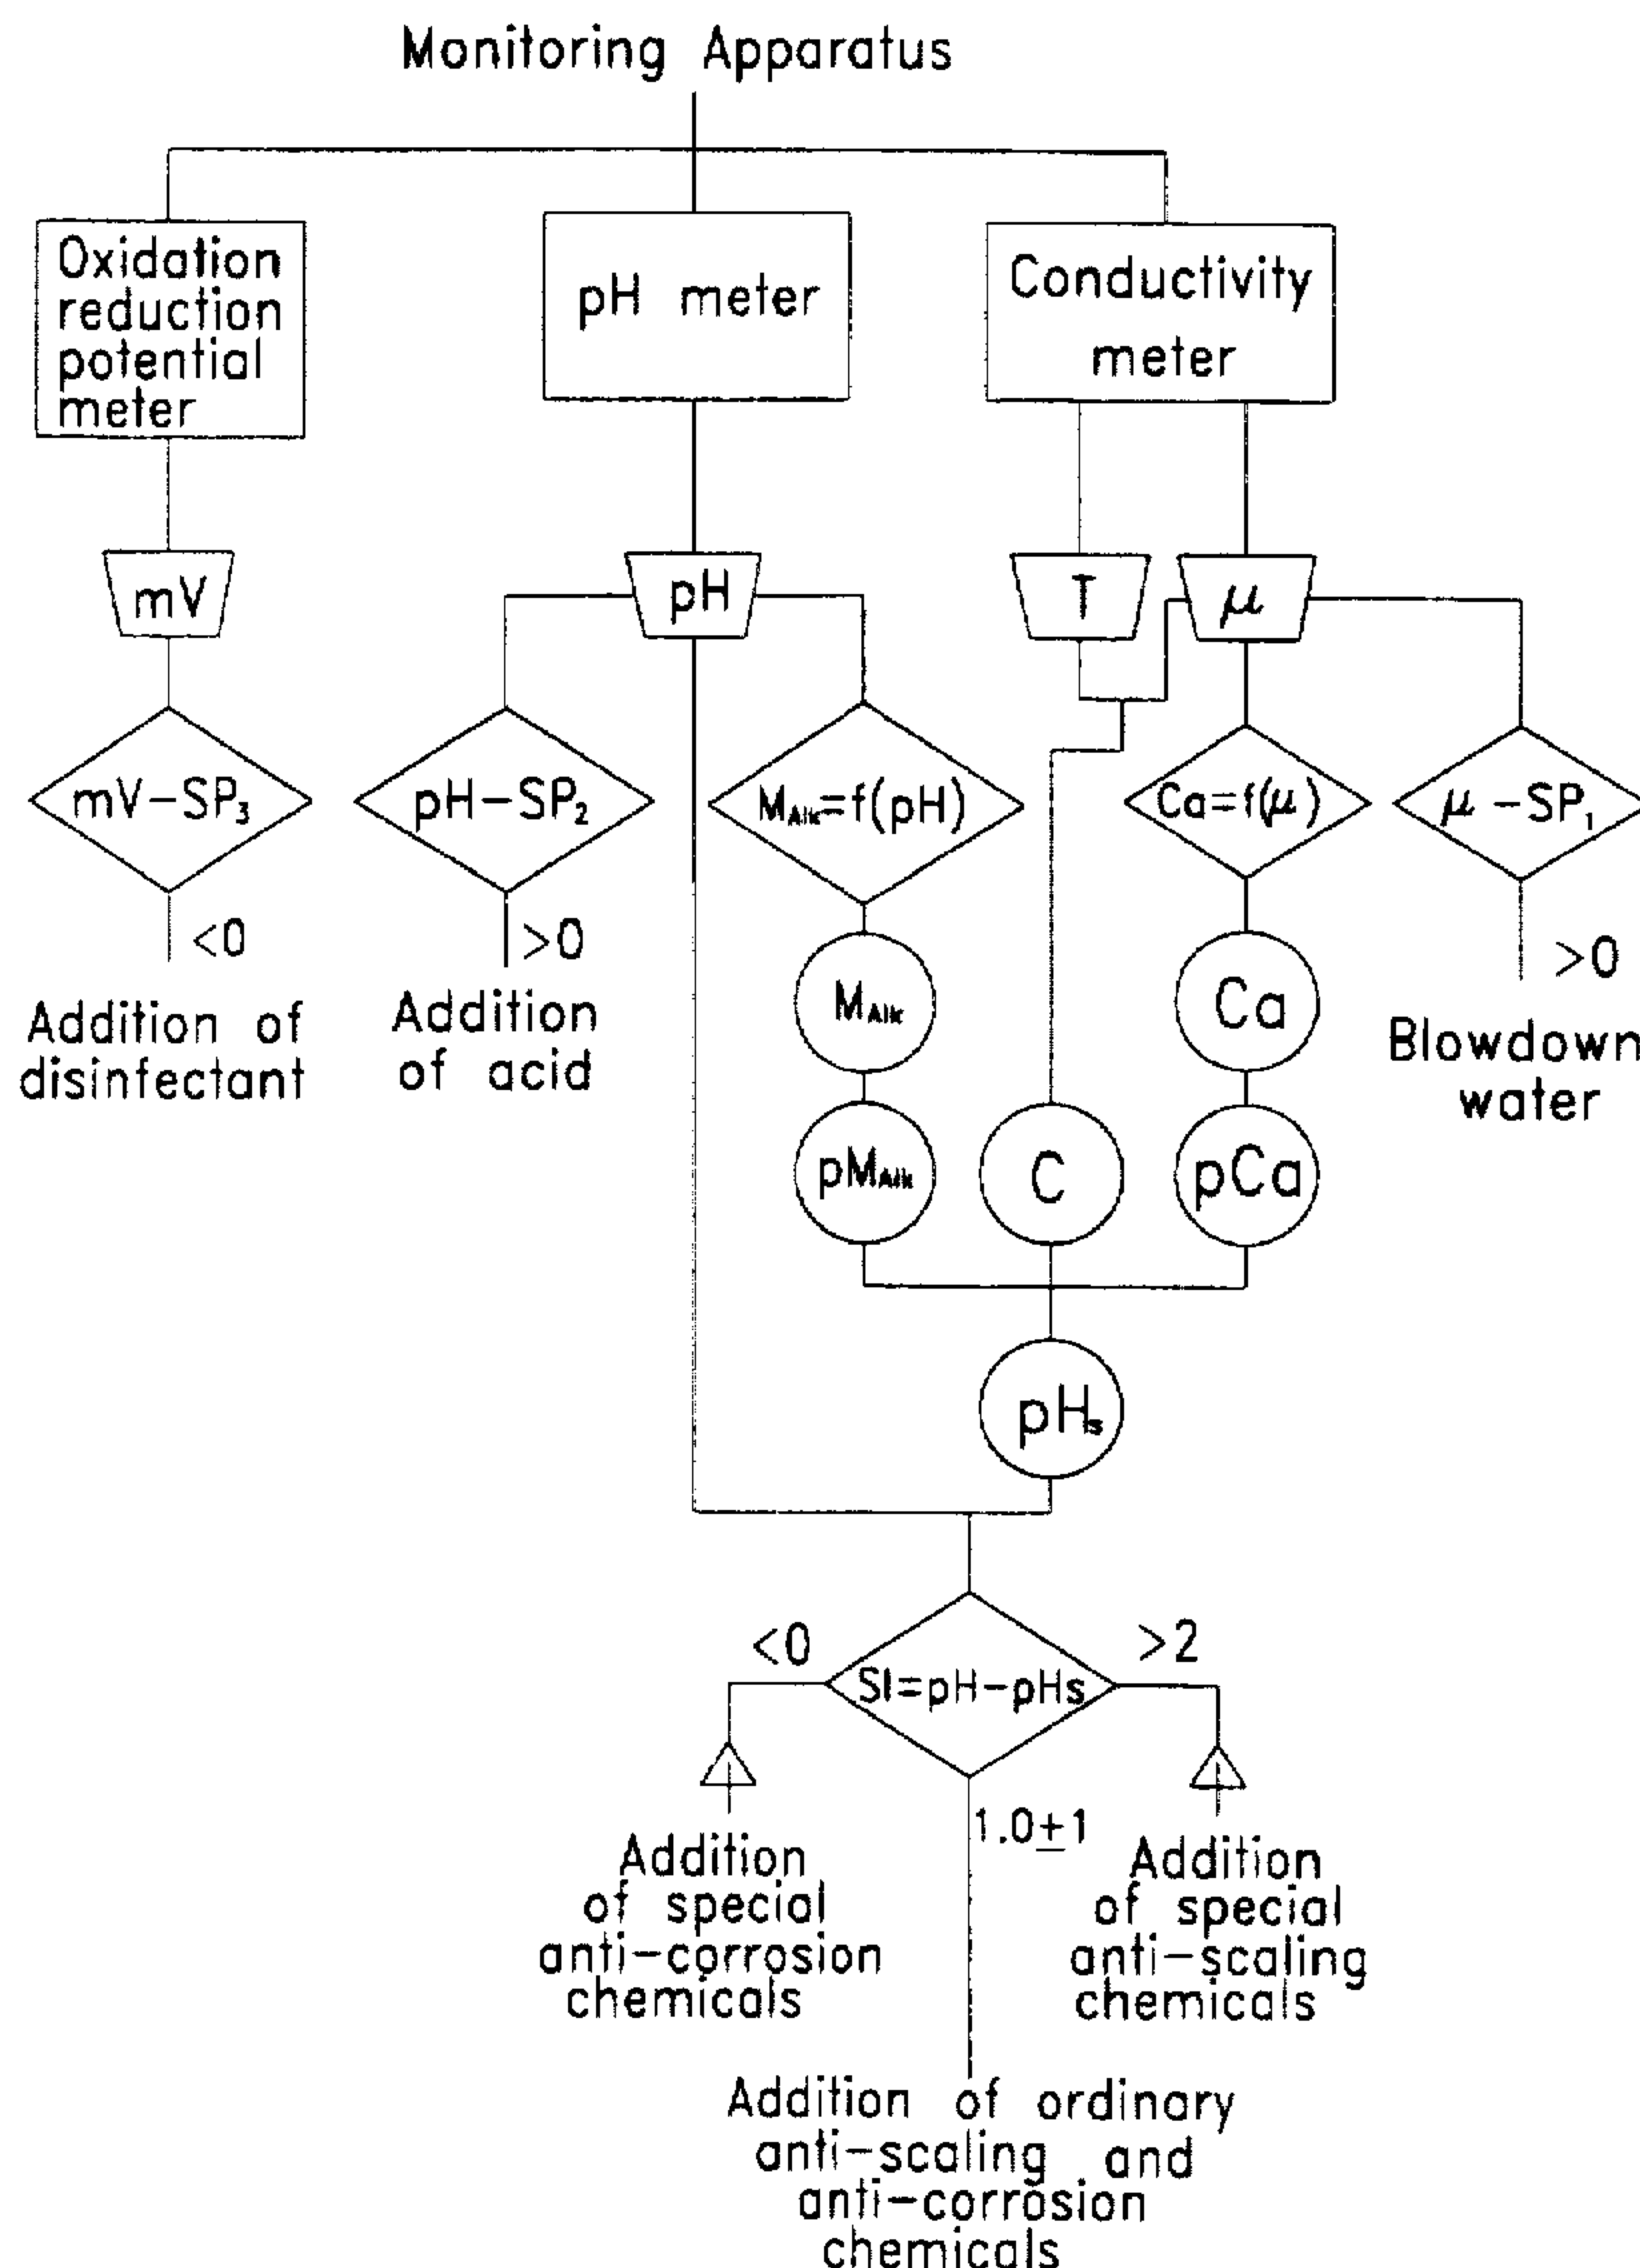 Monitoring Apparatus
Oxidation
reduction
potential
meter
pH meter
Conductivity
meter
mV
pH
T
μ
mV-SP₃
pH-SP₂
M_Alk=f(pH)
Ca=f(μ)
μ-SP₁
<0
>0
>0
Addition of
disinfectant
Addition
of acid
M_Alk
Ca
Blowdown
water
pM_Alk
C
pCa
pHs
<0
>2
SI=pH-pHs
1.0±1
Addition
of special
anti-corrosion
chemicals
Addition
of special
anti-scaling
chemicals
Addition of ordinary
anti-scaling and
anti-corrosion
chemicals